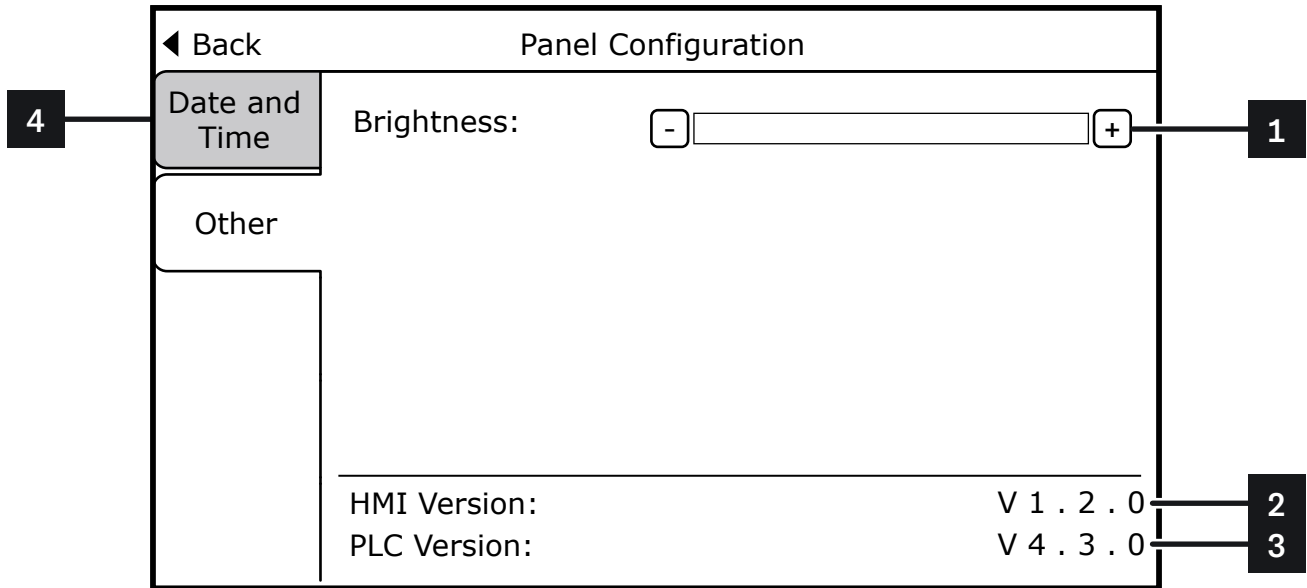 Back Panel Configuration
4 Date and
Time
Brightness: - + 1
Other
HMI Version: V 1 . 2 . 0 2
PLC Version: V 4 . 3 . 0 3